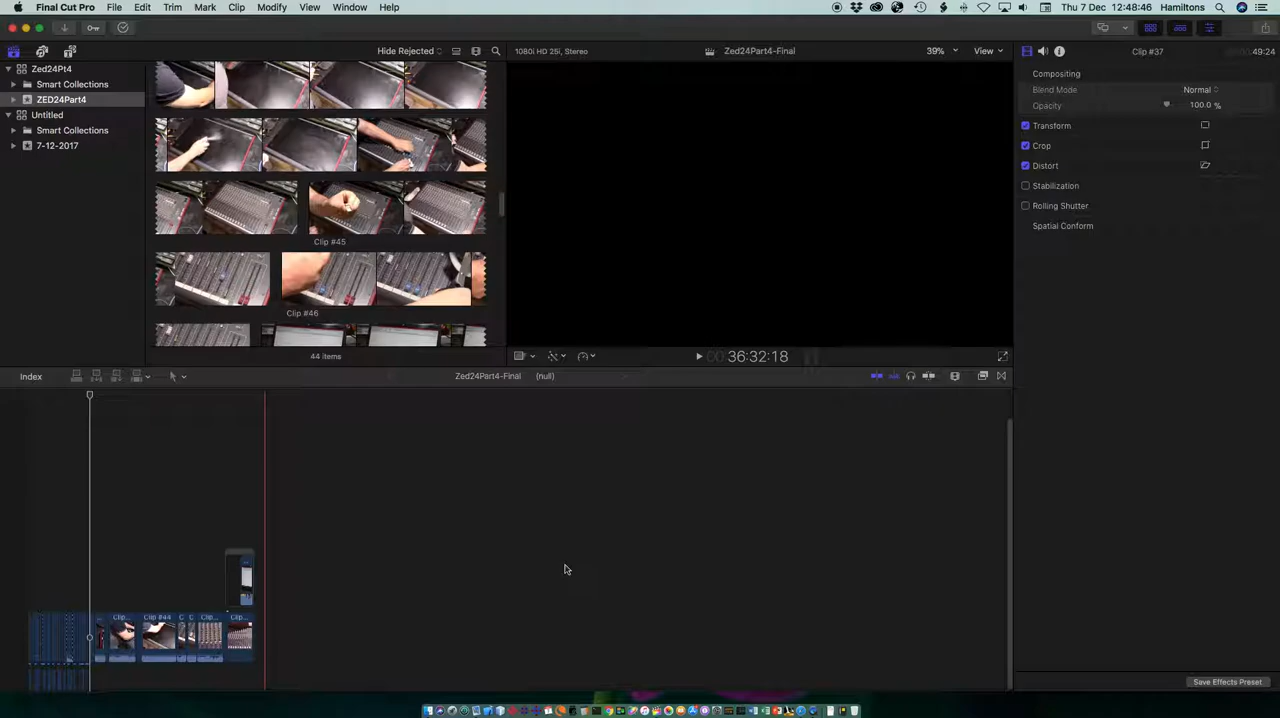 Final Cut Pro File Edit Trim Mark Clip Modify View Window Help Thu 7 Dec 12:48:46 Hamiltons
Hide Rejected 1080i HD 25i, Stereo Zed24Part4-Final 39% View Clip #37 49:24
Zed24Pt4
Smart Collections
ZED24Part4
Untitled
Smart Collections
7-12-2017
Clip #45
Clip #46
44 items
36:32:18
Compositing
Blend Mode Normal
Opacity 100.0 %
Transform
Crop
Distort
Stabilization
Rolling Shutter
Spatial Conform
Index Zed24Part4-Final (null)
Clip... Clip #44 C C Clip... Clip...
Save Effects Preset